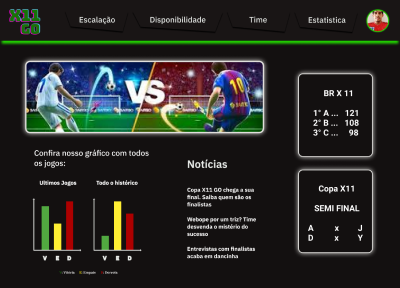 X11
GO
Escalação
Disponibilidade
Time
Estatistica
VS
10
BR X 11
1° A ... 121
2° B ... 108
3° C ... 98
Confira nosso gráfico com todos
os jogos:
Ultimos Jogos
Todo o histórico
V E D
V E D
Vitória
Empate
Derrota
Notícias
Copa X11 GO chega a sua
final. Saiba quem são os
finalistas
Webope por um triz? Time
desvenda o mistério do
sucesso
Entrevistas com finalistas
acaba em dancinha
Copa X11
SEMI FINAL
A x J
D x Y